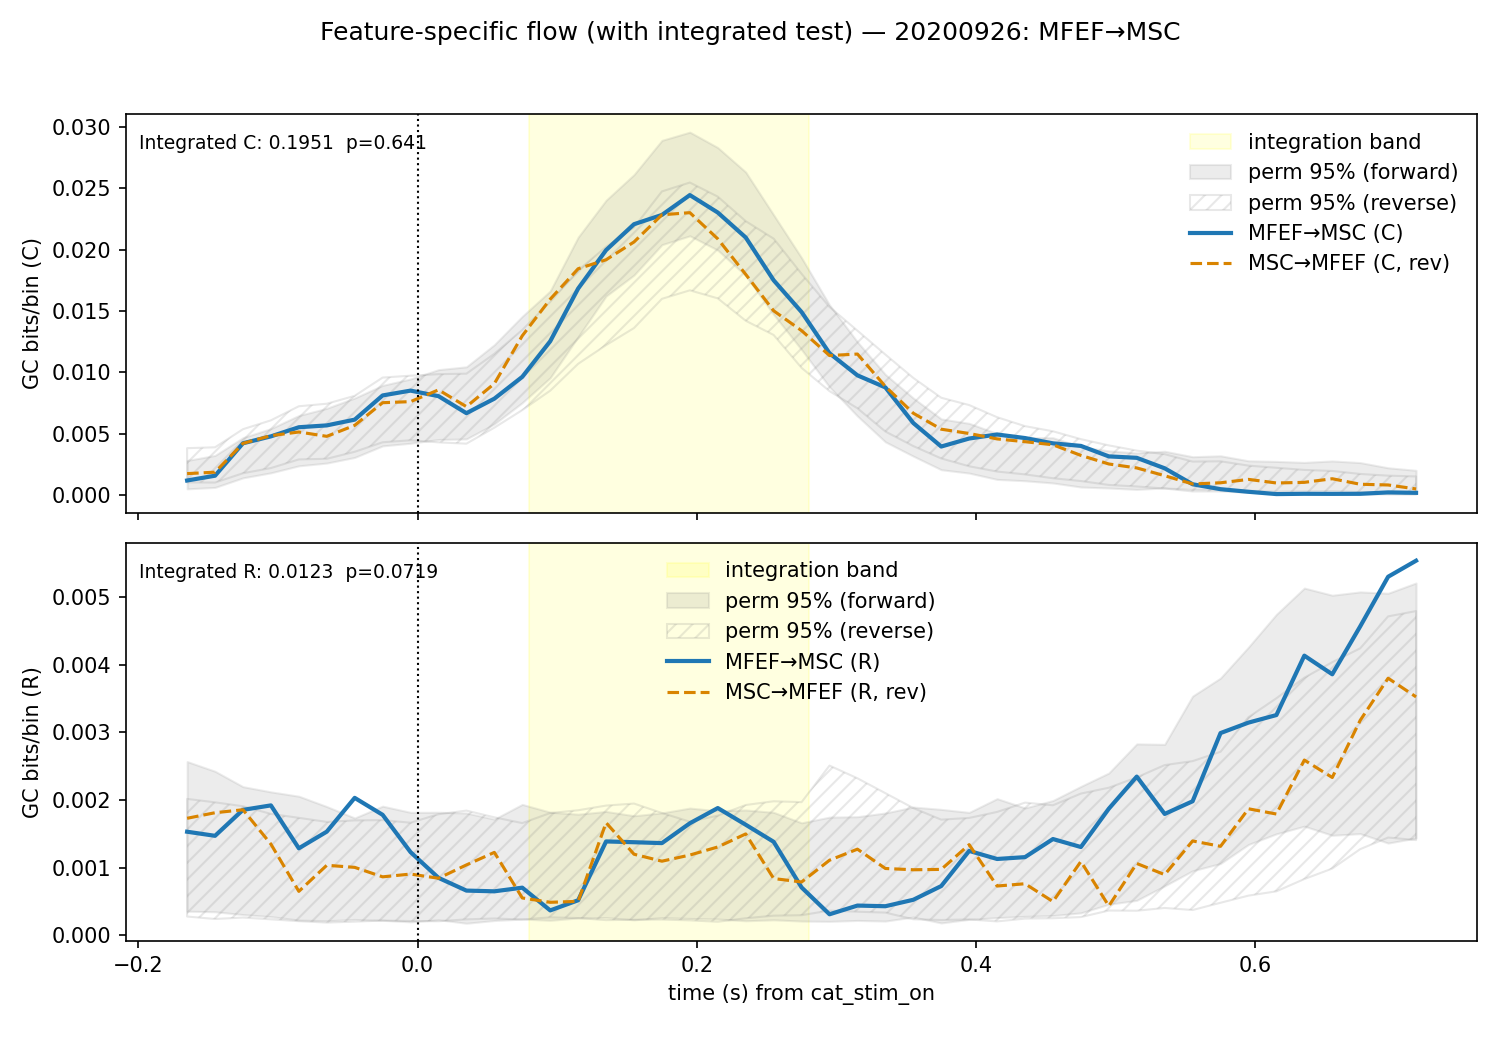 Feature-specific flow (with integrated test) — 20200926: MFEF→MSC
Integrated C: 0.1951  p=0.641
integration band
perm 95% (forward)
perm 95% (reverse)
MFEF→MSC (C)
MSC→MFEF (C, rev)
GC bits/bin (C)
0.030
0.025
0.020
0.015
0.010
0.005
0.000
Integrated R: 0.0123  p=0.0719
integration band
perm 95% (forward)
perm 95% (reverse)
MFEF→MSC (R)
MSC→MFEF (R, rev)
GC bits/bin (R)
0.005
0.004
0.003
0.002
0.001
0.000
−0.2
0.0
0.2
0.4
0.6
time (s) from cat_stim_on